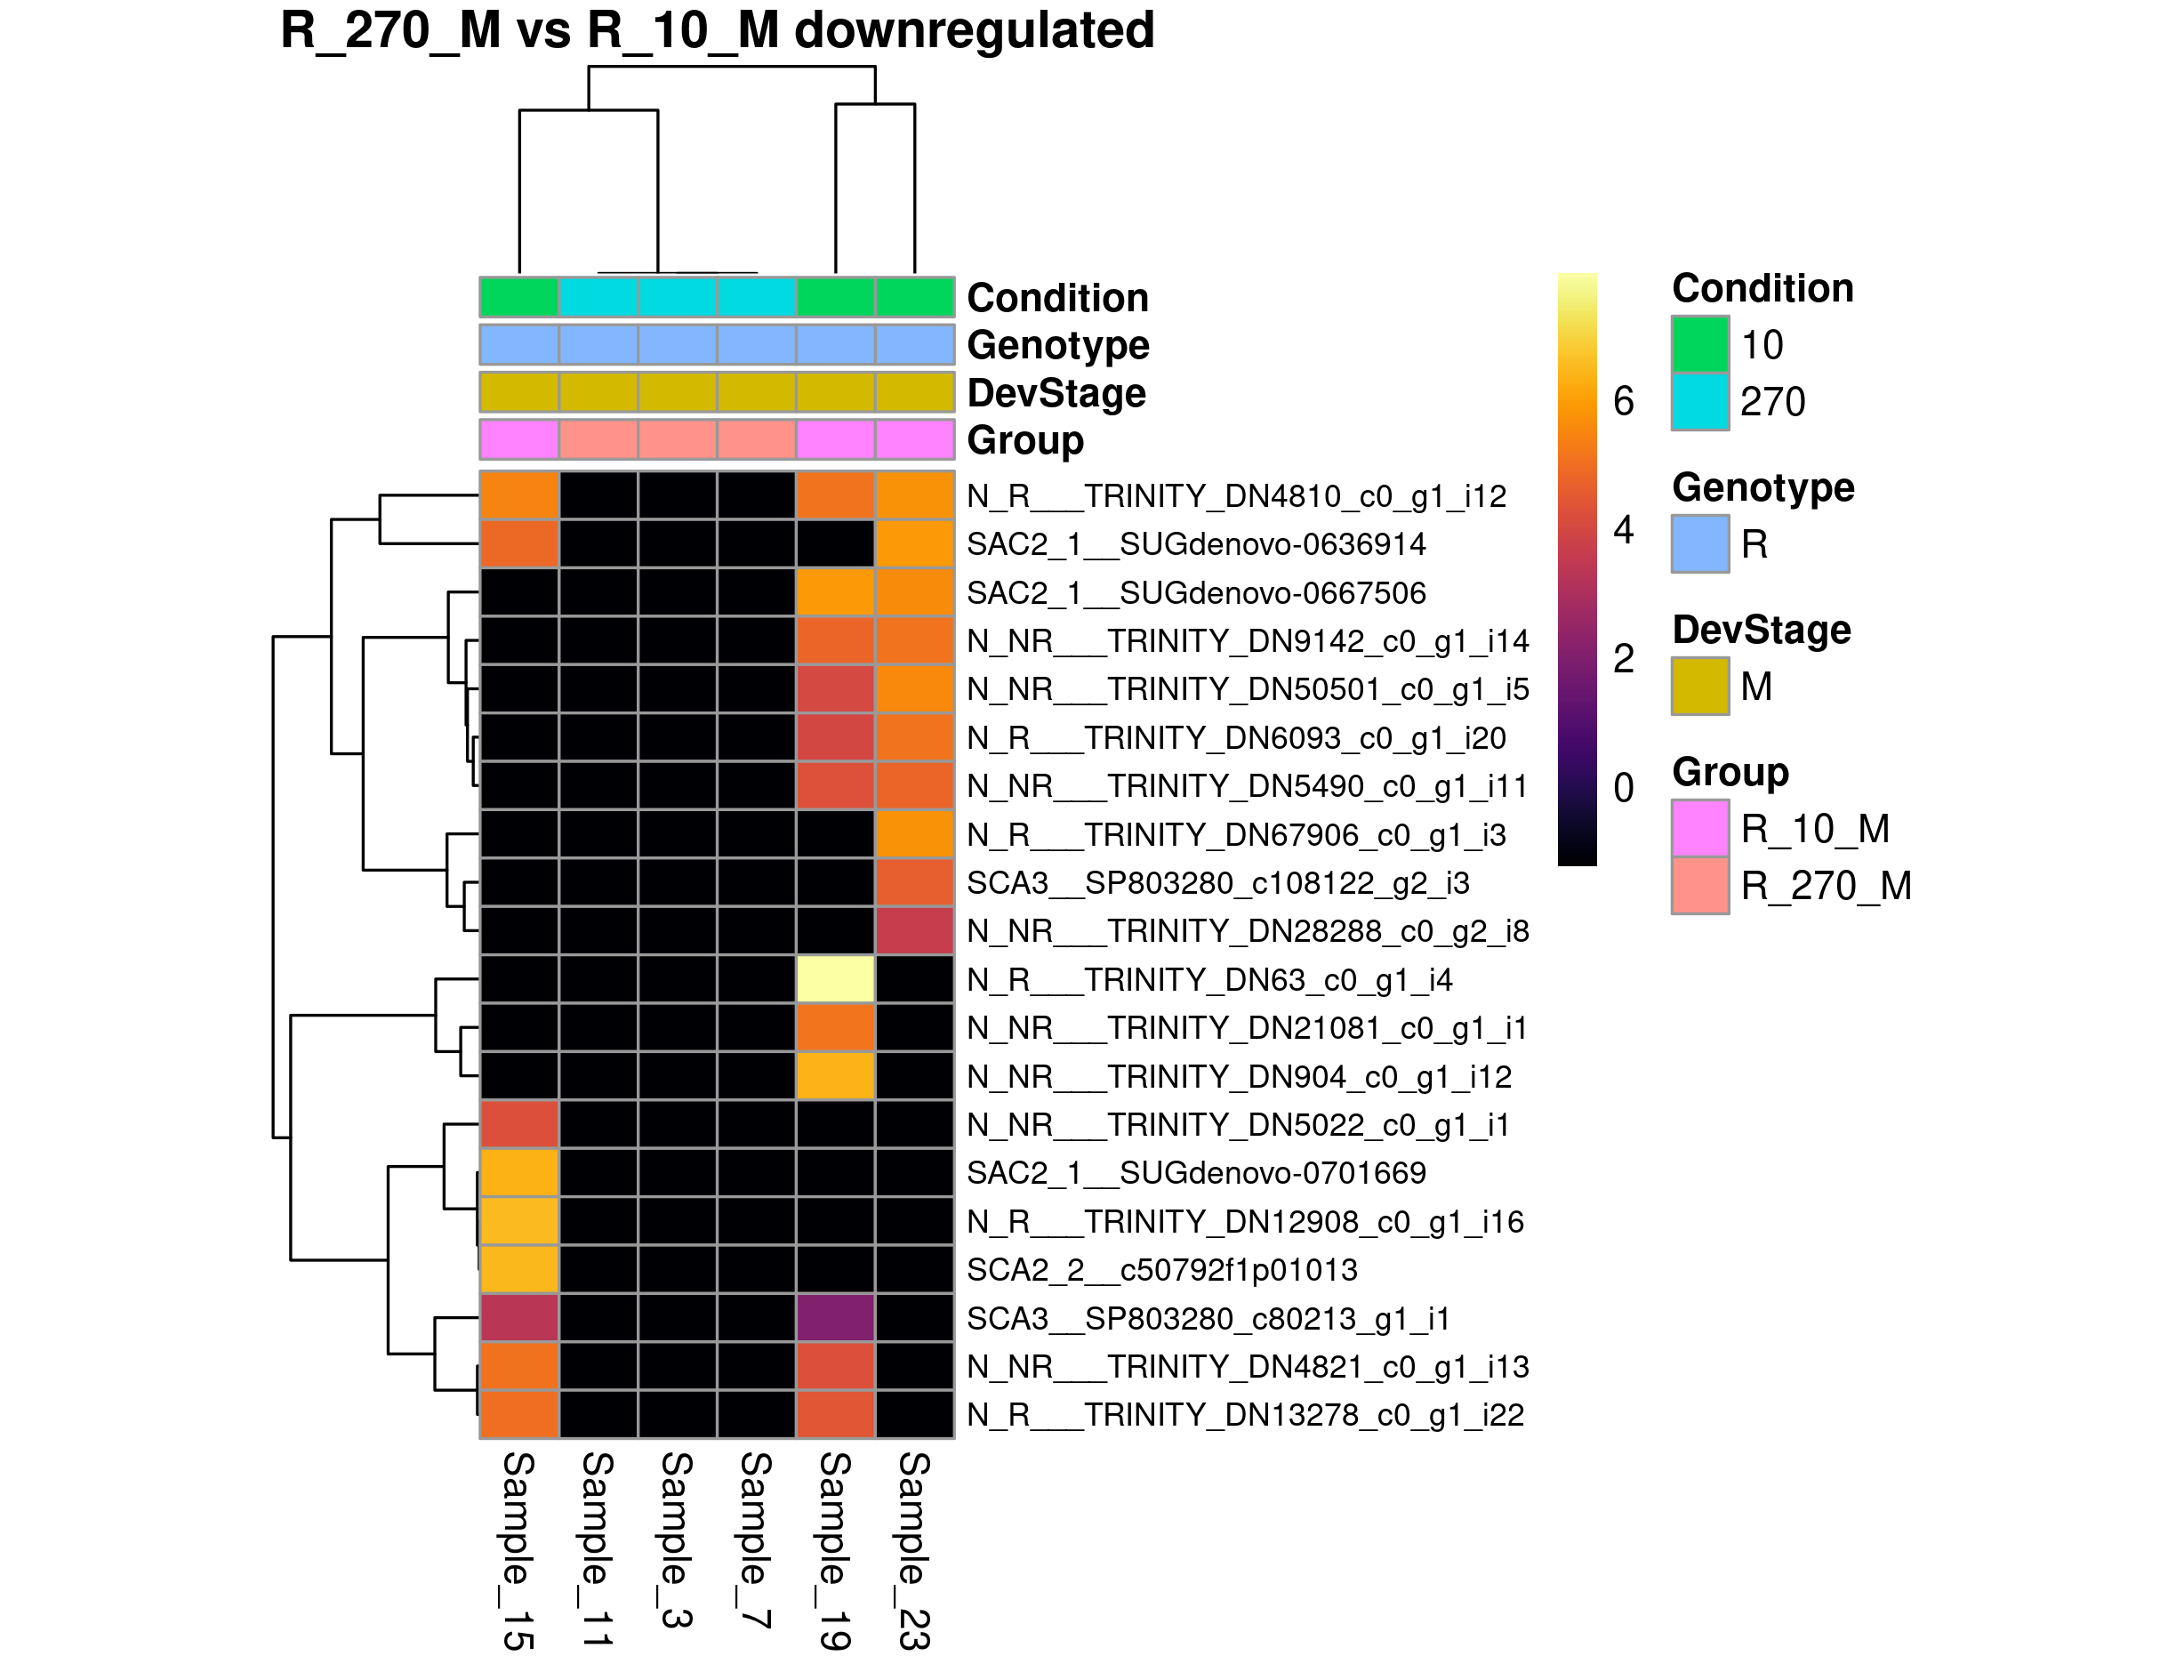 R_270_M vs R_10_M downregulated
Condition
Genotype
DevStage
Group
N_R___TRINITY_DN4810_c0_g1_i12
SAC2_1__SUGdenovo-0636914
SAC2_1__SUGdenovo-0667506
N_NR___TRINITY_DN9142_c0_g1_i14
N_NR___TRINITY_DN50501_c0_g1_i5
N_R___TRINITY_DN6093_c0_g1_i20
N_NR___TRINITY_DN5490_c0_g1_i11
N_R___TRINITY_DN67906_c0_g1_i3
SCA3__SP803280_c108122_g2_i3
N_NR___TRINITY_DN28288_c0_g2_i8
N_R___TRINITY_DN63_c0_g1_i4
N_NR___TRINITY_DN21081_c0_g1_i1
N_NR___TRINITY_DN904_c0_g1_i12
N_NR___TRINITY_DN5022_c0_g1_i1
SAC2_1__SUGdenovo-0701669
N_R___TRINITY_DN12908_c0_g1_i16
SCA2_2__c50792f1p01013
SCA3__SP803280_c80213_g1_i1
N_NR___TRINITY_DN4821_c0_g1_i13
N_R___TRINITY_DN13278_c0_g1_i22
Sample_15
Sample_11
Sample_3
Sample_7
Sample_19
Sample_23
6
4
2
0
Condition
10
270
Genotype
R
DevStage
M
Group
R_10_M
R_270_M